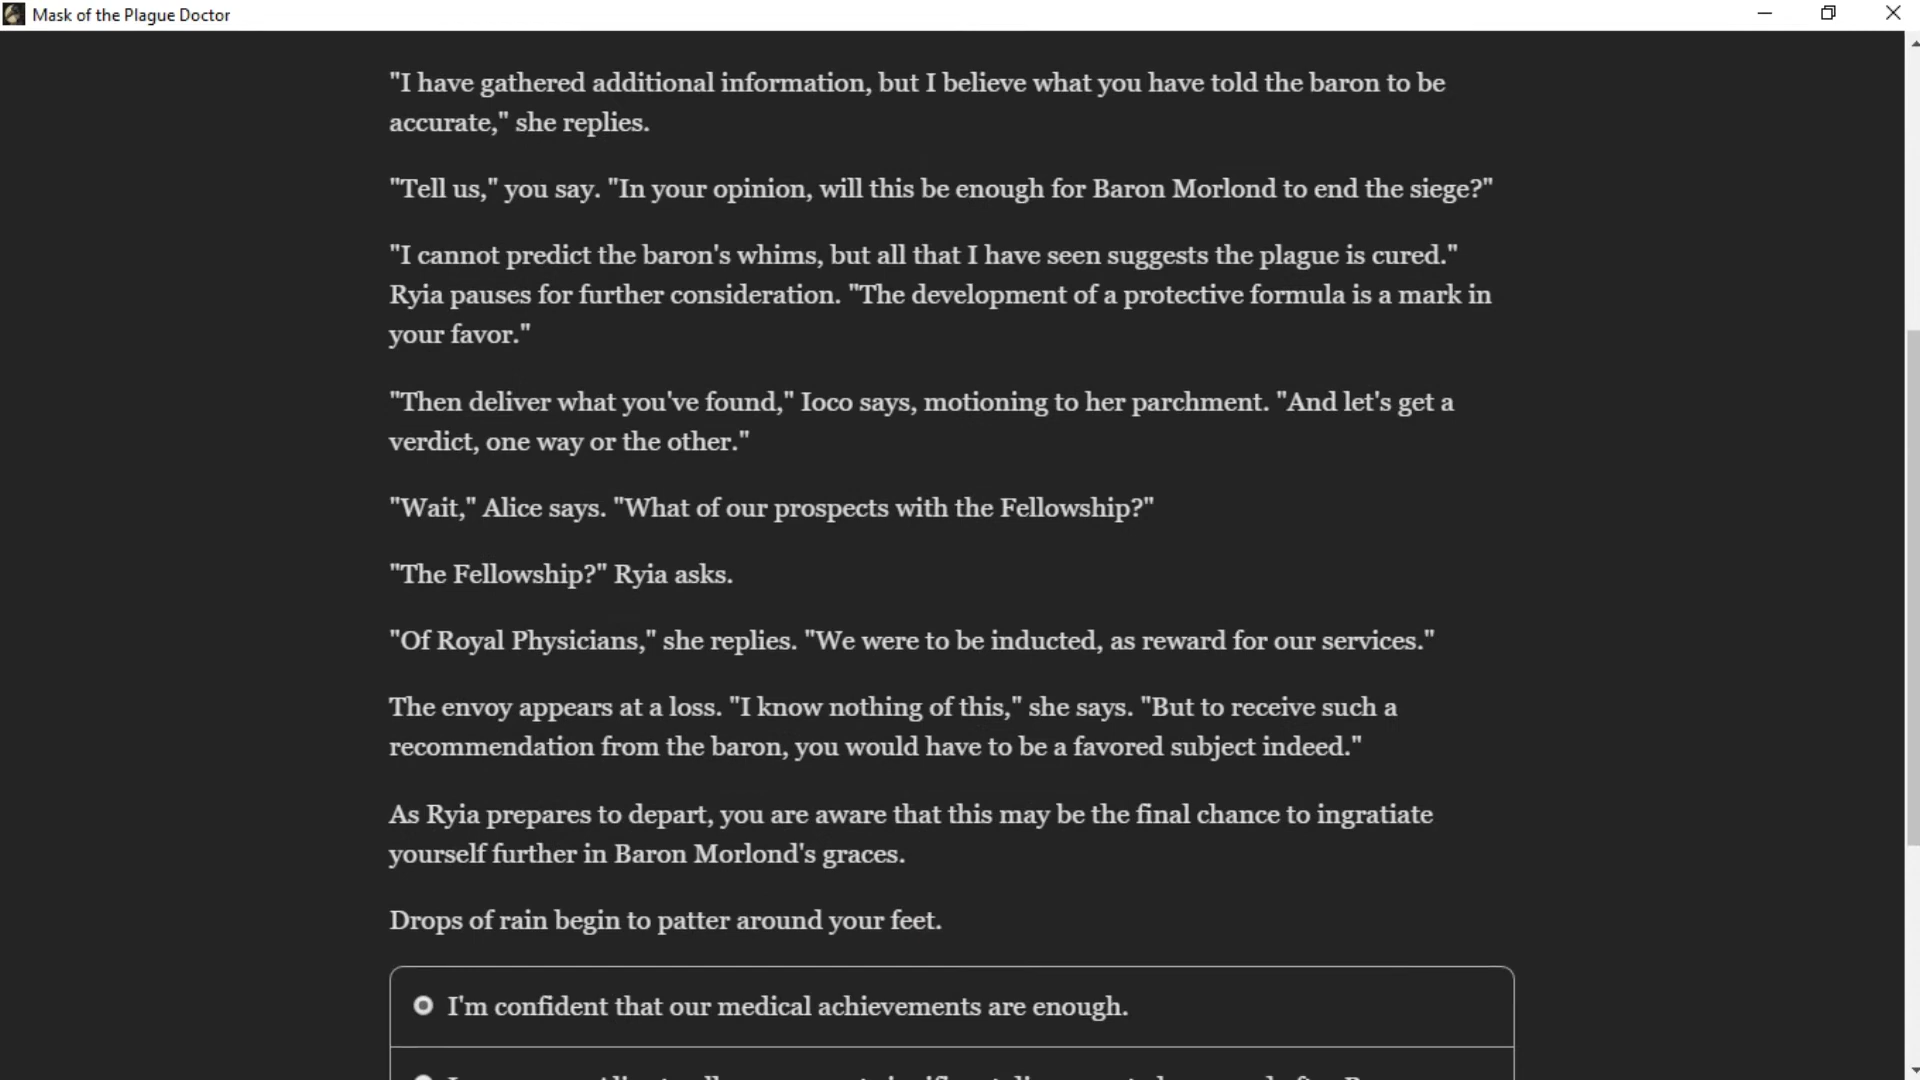 Mask of the Plague Doctor
"I have gathered additional information, but I believe what you have told the baron to be
accurate," she replies.
"Tell us," you say. "In your opinion, will this be enough for Baron Morlond to end the siege?"
"I cannot predict the baron's whims, but all that I have seen suggests the plague is cured."
Ryia pauses for further consideration. "The development of a protective formula is a mark in
your favor."
"Then deliver what you've found," Ioco says, motioning to her parchment. "And let's get a
verdict, one way or the other."
"Wait," Alice says. "What of our prospects with the Fellowship?"
"The Fellowship?" Ryia asks.
"Of Royal Physicians," she replies. "We were to be inducted, as reward for our services."
The envoy appears at a loss. "I know nothing of this," she says. "But to receive such a
recommendation from the baron, you would have to be a favored subject indeed."
As Ryia prepares to depart, you are aware that this may be the final chance to ingratiate
yourself further in Baron Morlond's graces.
Drops of rain begin to patter around your feet.
I'm confident that our medical achievements are enough.